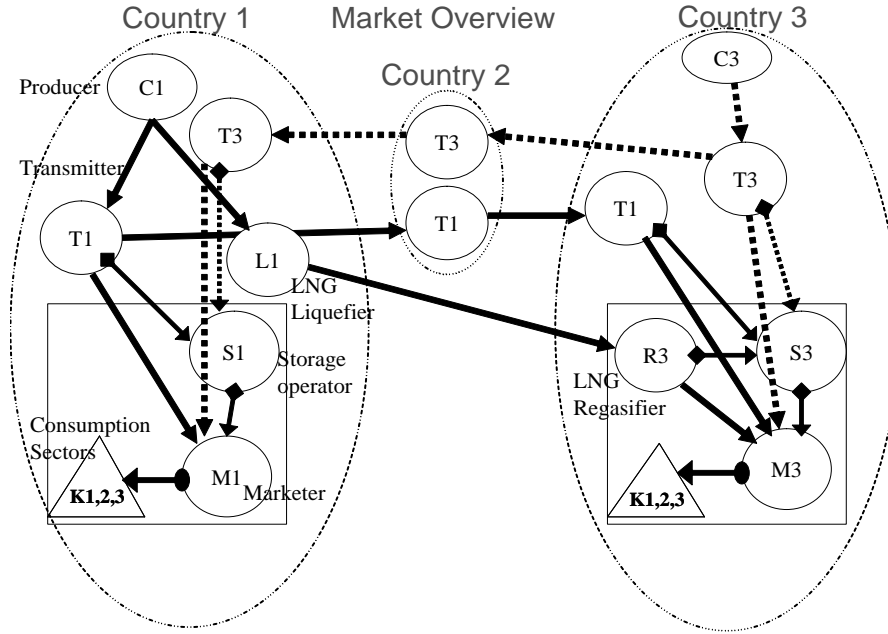 Country 1
Market Overview
Country 3
Country 2
Producer
C1
C3
T3
T3
T3
Transmitter
T1
T1
T1
L1
LNG
Liquefier
S1
Storage
operator
R3
S3
LNG
Regasifier
Consumption
Sectors
M1
Marketer
M3
K1,2,3
K1,2,3